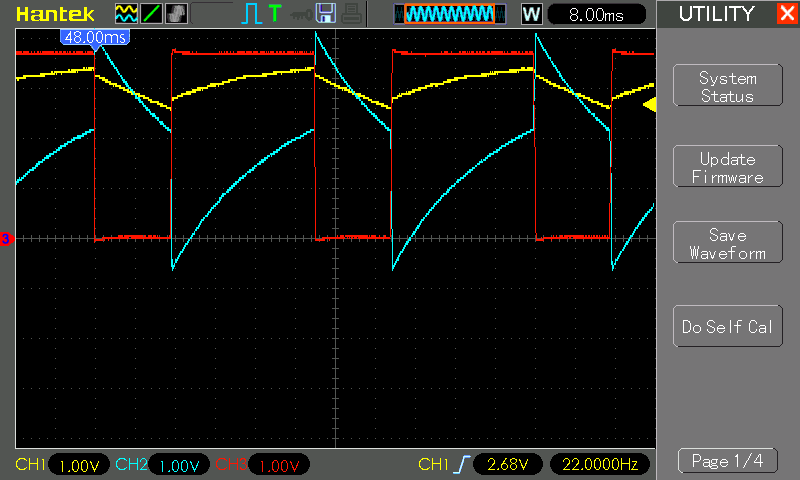 Hantek T W 8.00ms UTILITY
48.00ms
System
Status
Update
Firmware
3
Save
Waveform
Do Self Cal
CH1 1.00V CH2 1.00V CH3 1.00V CH1 2.68V 22.0000Hz Page 1/4